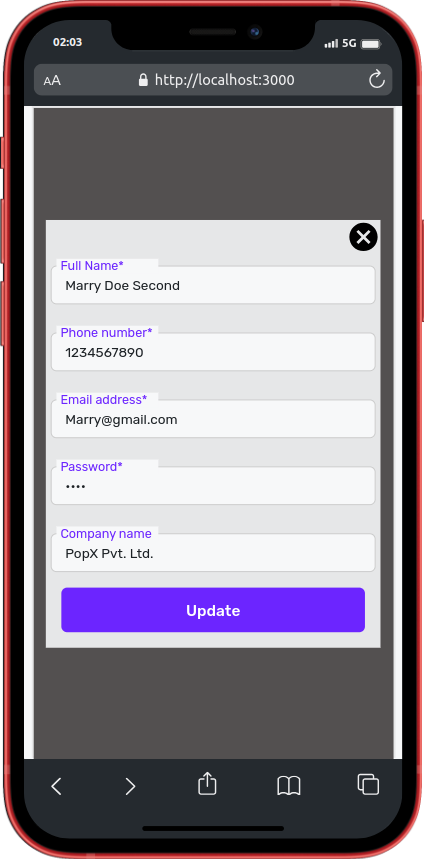 02:03
5G
AA
http://localhost:3000
Full Name*
Marry Doe Second
Phone number*
1234567890
Email address*
Marry@gmail.com
Password*
••••
Company name
PopX Pvt. Ltd.
Update